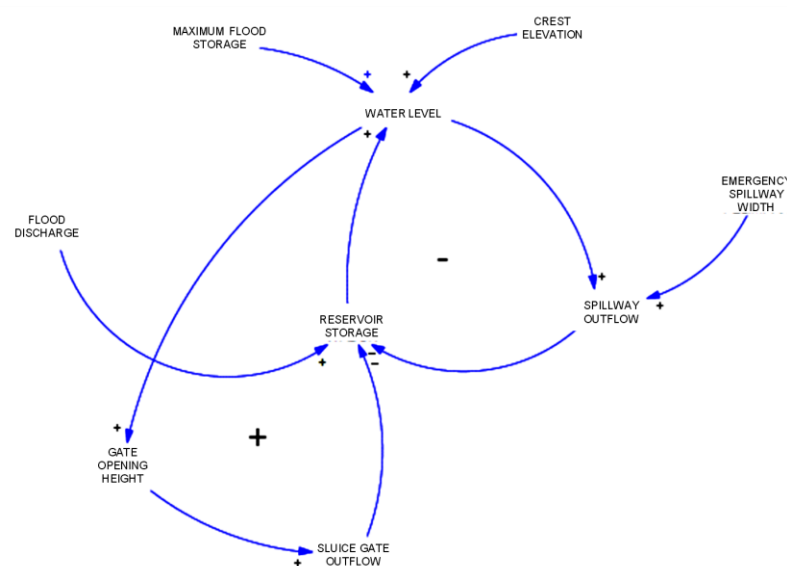 MAXIMUM FLOOD
STORAGE
CREST
ELEVATION
+
+
WATER LEVEL
+
EMERGENCY
SPILLWAY
WIDTH
FLOOD
DISCHARGE
-
+
SPILLWAY
OUTFLOW
+
RESERVOIR
STORAGE
+
-
-
+
GATE
OPENING
HEIGHT
+
SLUICE GATE
OUTFLOW
+